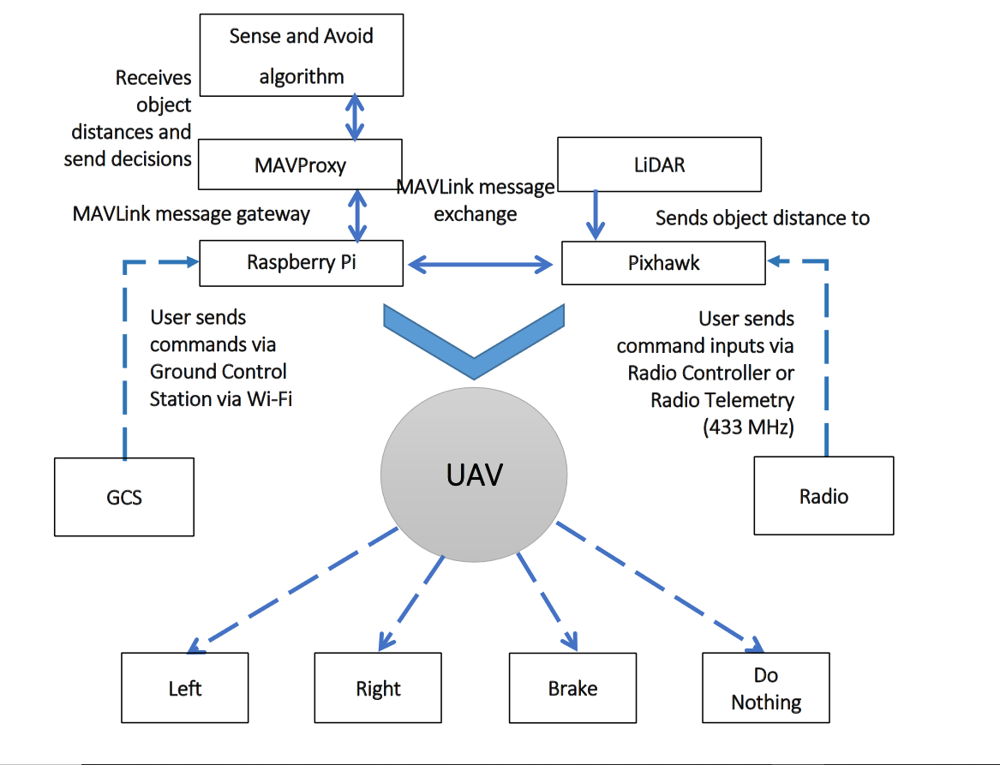 Sense and Avoid
algorithm
Receives
object
distances and
send decisions
MAVProxy
LiDAR
MAVLink message
exchange
MAVLink message gateway
Sends object distance to
Raspberry Pi
Pixhawk
User sends
commands via
Ground Control
Station via Wi-Fi
User sends
command inputs via
Radio Controller or
Radio Telemetry
(433 MHz)
UAV
GCS
Radio
Left
Right
Brake
Do
Nothing